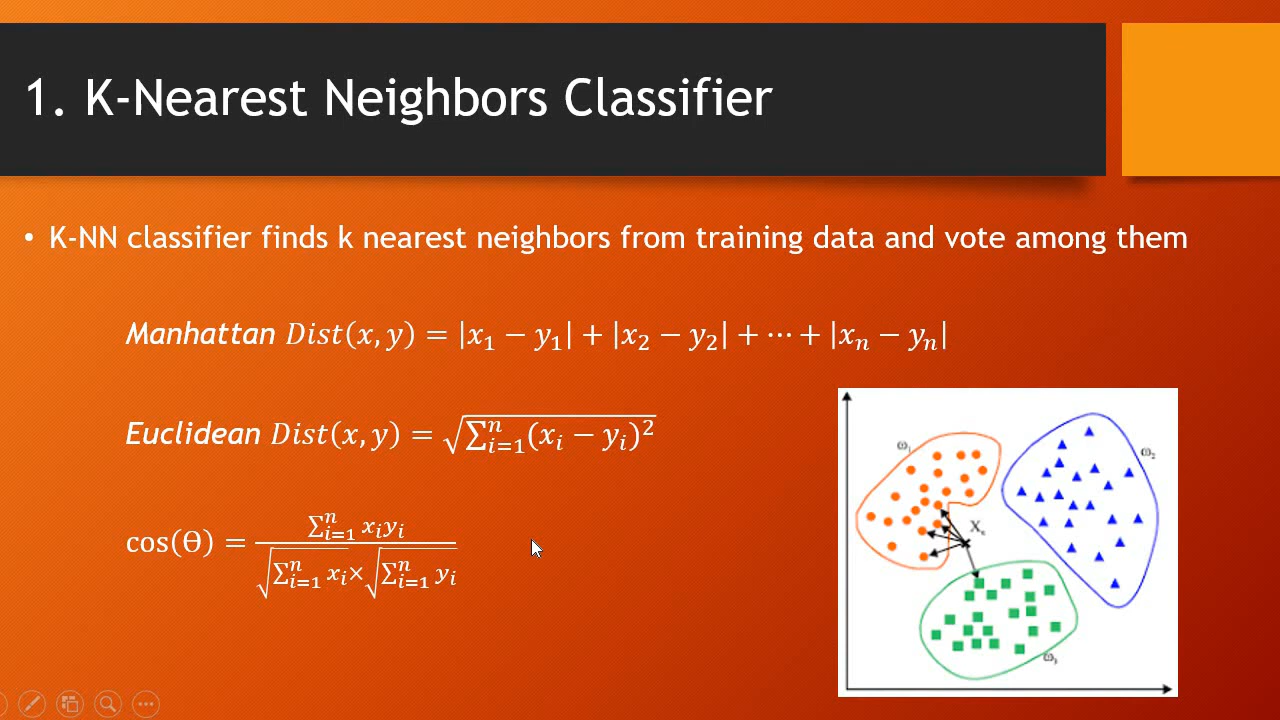 1. K-Nearest Neighbors Classifier
• K-NN classifier finds k nearest neighbors from training data and vote among them
Manhattan Dist(x, y) = |x₁ − y₁| + |x₂ − y₂| + ⋯ + |xₙ − yₙ|
Euclidean Dist(x, y) = √(∑ⁿᵢ₌₁(xᵢ − yᵢ)²)
cos(Ɵ) = (∑ⁿᵢ₌₁ xᵢyᵢ) / (√(∑ⁿᵢ₌₁ xᵢ) × √(∑ⁿᵢ₌₁ yᵢ))
ω₁
ω₂
X
ω₃